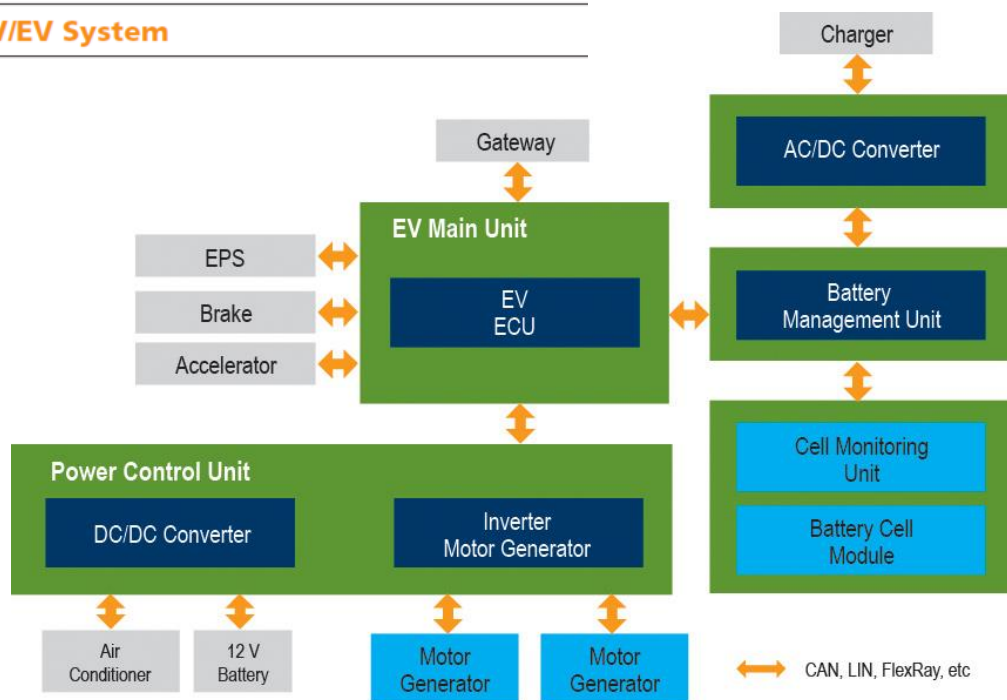 V/EV System
Charger
AC/DC Converter
Gateway
EV Main Unit
EPS
EV
ECU
Brake
Accelerator
Battery
Management Unit
Cell Monitoring
Unit
Battery Cell
Module
Power Control Unit
DC/DC Converter
Inverter
Motor Generator
Air
Conditioner
12 V
Battery
Motor
Generator
Motor
Generator
CAN, LIN, FlexRay, etc